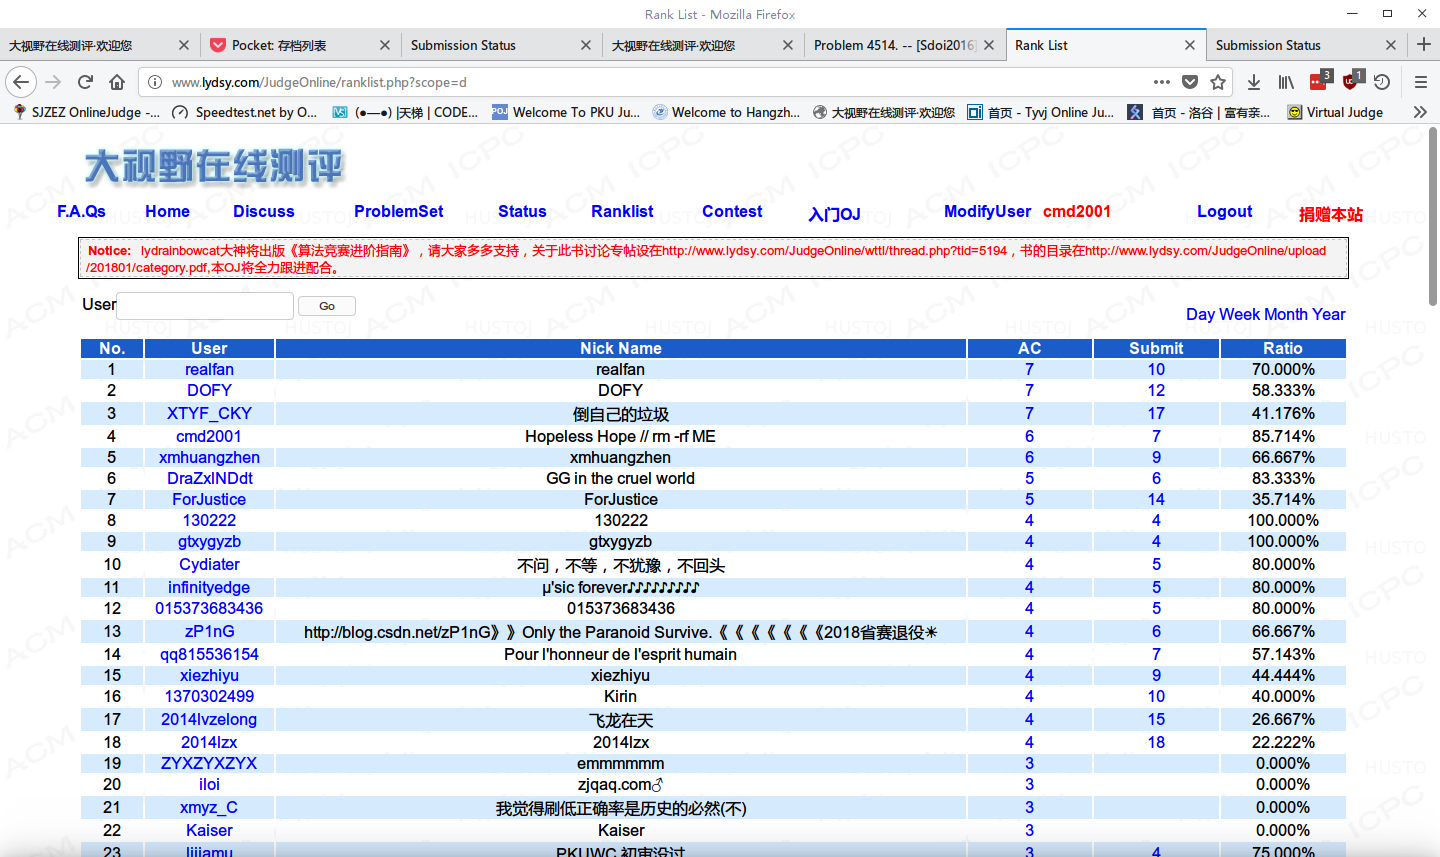 Rank List - Mozilla Firefox
大视野在线测评·欢迎您 Pocket: 存档列表 Submission Status 大视野在线测评·欢迎您 Problem 4514. -- [Sdoi2016] Rank List Submission Status
www.lydsy.com/JudgeOnline/ranklist.php?scope=d 3 1
SJZEZ OnlineJudge -... Speedtest.net by O... (●—●) |天梯 | CODE... Welcome To PKU Ju... Welcome to Hangzh... 大视野在线测评·欢迎您 首页 - Tyvj Online Ju... 首页 - 洛谷 | 富有亲... Virtual Judge
大视野在线测评
F.A.Qs Home Discuss ProblemSet Status Ranklist Contest 入门OJ ModifyUser cmd2001 Logout 捐赠本站
Notice: lydrainbowcat大神将出版《算法竞赛进阶指南》，请大家多多支持，关于此书讨论专帖设在http://www.lydsy.com/JudgeOnline/wttl/thread.php?tid=5194，书的目录在http://www.lydsy.com/JudgeOnline/upload
/201801/category.pdf,本OJ将全力跟进配合。
User Go
Day Week Month Year
No. User Nick Name AC Submit Ratio
1 realfan realfan 7 10 70.000%
2 DOFY DOFY 7 12 58.333%
3 XTYF_CKY 倒自己的垃圾 7 17 41.176%
4 cmd2001 Hopeless Hope // rm -rf ME 6 7 85.714%
5 xmhuangzhen xmhuangzhen 6 9 66.667%
6 DraZxlNDdt GG in the cruel world 5 6 83.333%
7 ForJustice ForJustice 5 14 35.714%
8 130222 130222 4 4 100.000%
9 gtxygyzb gtxygyzb 4 4 100.000%
10 Cydiater 不问，不等，不犹豫，不回头 4 5 80.000%
11 infinityedge μ'sic forever♪♪♪♪♪♪♪♪♪ 4 5 80.000%
12 015373683436 015373683436 4 5 80.000%
13 zP1nG http://blog.csdn.net/zP1nG》》Only the Paranoid Survive.《《《《《《《2018省赛退役☀ 4 6 66.667%
14 qq815536154 Pour l'honneur de l'esprit humain 4 7 57.143%
15 xiezhiyu xiezhiyu 4 9 44.444%
16 1370302499 Kirin 4 10 40.000%
17 2014lvzelong 飞龙在天 4 15 26.667%
18 2014lzx 2014lzx 4 18 22.222%
19 ZYXZYXZYX emmmmmm 3 0.000%
20 iloi zjqaq.com♂ 3 0.000%
21 xmyz_C 我觉得刷低正确率是历史的必然(不) 3 0.000%
22 Kaiser Kaiser 3 0.000%
23 lijiamu PKUWC 初审没过 3 4 75.000%